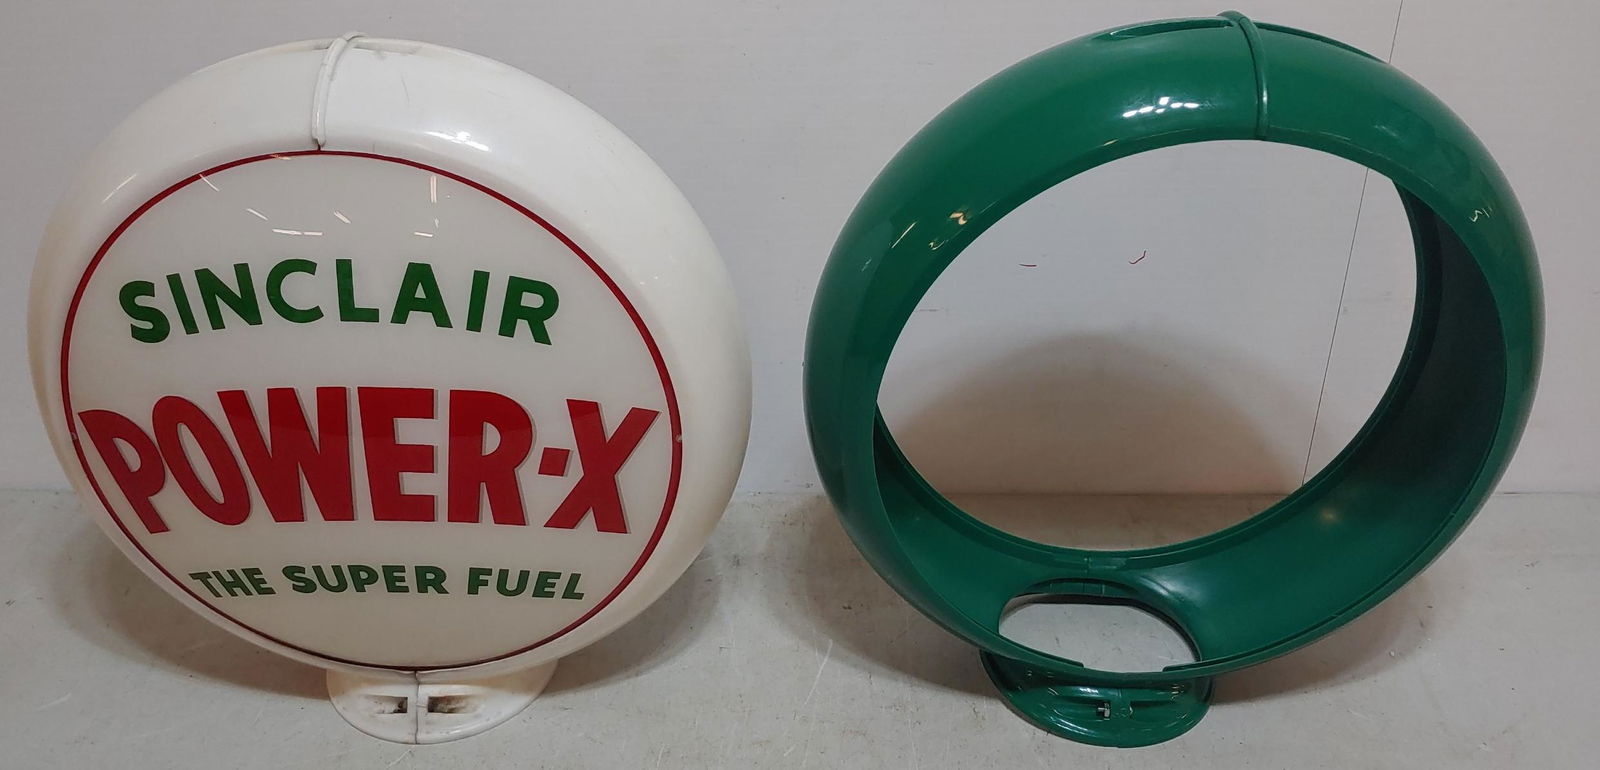 SINCLAIR
POWER-X
THE SUPER FUEL